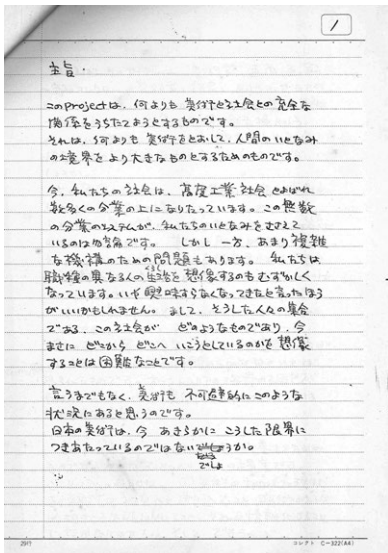 1
主旨.
このprojectは、何よりも 美術と社会との 完全な
関係をうちたてようとするものです。
それは、何よりも 美術をとおして、人間のいとなみ
の境界をより大きなものとするためのものです。
今、私たちの社会は、高度工業社会とよばれ
数多くの分業の上になりたっています。この無数
の分業のシステムが、私たちのいとなみをささえて
いるのは勿論です。 しかし 一方、あまり複雑
な機構のための問題もあります。 私たちは
職種の異なる人の生活を想像するのもむずかしく
なっています。いや 興味すらなくなってきたと言ったほう
がいいかもしれません。まして、そうした人々の集合
である、この社会が どのようなものであり、今
まさに どこから どこへ いこうとしているのかを 想像
することは困難なことです。
言うまでもなく、美術も 不可避的にこのような
状況にあると思うのです。
日本の美術は、今 あきらかに こうした限界に
つきあたっているのではないでしょうか。
でしょ
コレクト C-322(A4)